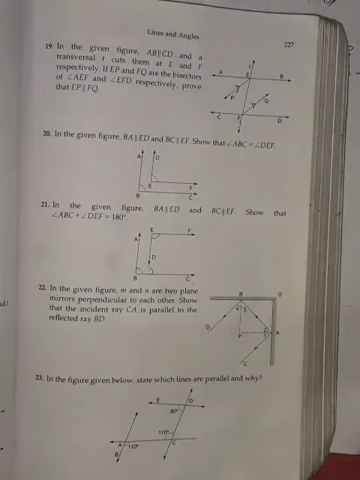 Lines and Angles
227
19. In the given figure, AB∥CD and a
transversal t cuts them at E and F
respectively. If EP and FQ are the bisectors
of ∠AEF and ∠EFD respectively, prove
that EP∥FQ.
t
A E B
P Q
C F D
20. In the given figure, BA∥ED and BC∥EF. Show that ∠ABC = ∠DEF.
A D
E F
B C
21. In the given figure, BA∥ED and BC∥EF. Show that
∠ABC + ∠DEF = 180°.
E F
A
D
B C
22. In the given figure, m and n are two plane
mirrors perpendicular to each other. Show
that the incident ray CA is parallel to the
reflected ray BD.
B O
4 3
D
A
C
23. In the figure given below, state which lines are parallel and why?
E D
80°
110°
A 110° C
B